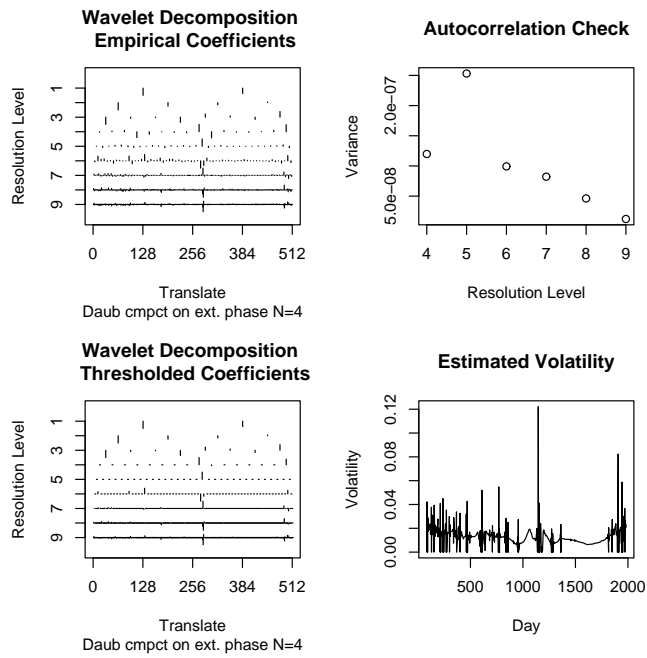 Wavelet Decomposition
Empirical Coefficients
Resolution Level
1
3
5
7
9
0 128 256 384 512
Translate
Daub cmpct on ext. phase N=4
Autocorrelation Check
Variance
2.0e−07
5.0e−08
4 5 6 7 8 9
Resolution Level
Wavelet Decomposition
Thresholded Coefficients
Resolution Level
1
3
5
7
9
0 128 256 384 512
Translate
Daub cmpct on ext. phase N=4
Estimated Volatility
Volatility
0.12
0.08
0.04
0.00
500 1000 1500 2000
Day